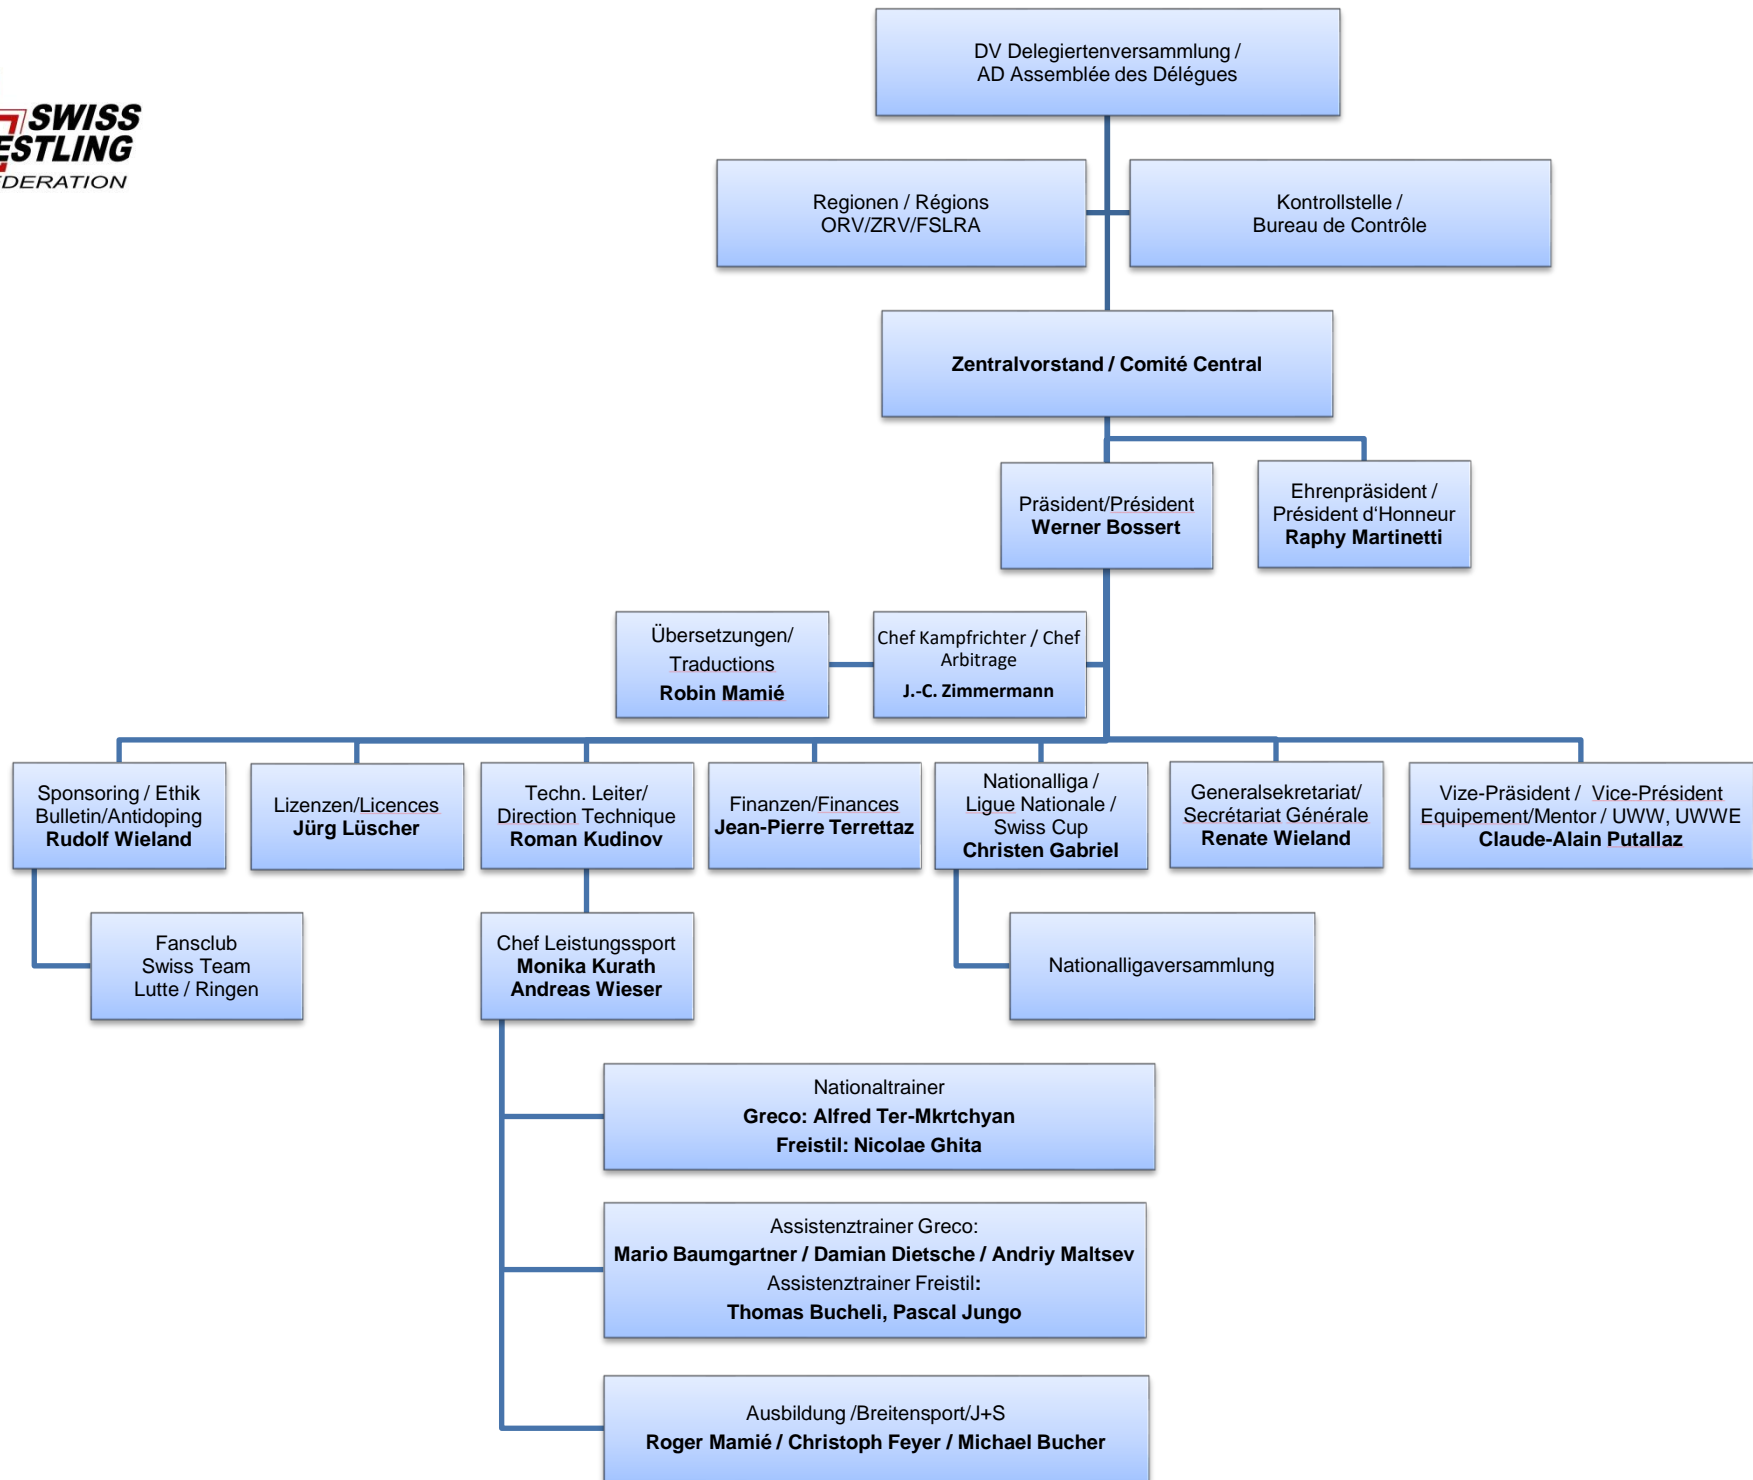 SWISS
ESTLING
EDERATION
DV Delegiertenversammlung /
AD Assemblée des Délégues
Regionen / Régions
ORV/ZRV/FSLRA
Kontrollstelle /
Bureau de Contrôle
Zentralvorstand / Comité Central
Präsident/Président
Werner Bossert
Ehrenpräsident /
Président d‘Honneur
Raphy Martinetti
Übersetzungen/
Traductions
Robin Mamié
Chef Kampfrichter / Chef
Arbitrage
J.-C. Zimmermann
Sponsoring / Ethik
Bulletin/Antidoping
Rudolf Wieland
Lizenzen/Licences
Jürg Lüscher
Techn. Leiter/
Direction Technique
Roman Kudinov
Finanzen/Finances
Jean-Pierre Terrettaz
Nationalliga /
Ligue Nationale /
Swiss Cup
Christen Gabriel
Generalsekretariat/
Secrétariat Générale
Renate Wieland
Vize-Präsident / Vice-Président
Equipement/Mentor / UWW, UWWE
Claude-Alain Putallaz
Fansclub
Swiss Team
Lutte / Ringen
Chef Leistungssport
Monika Kurath
Andreas Wieser
Nationalligaversammlung
Nationaltrainer
Greco: Alfred Ter-Mkrtchyan
Freistil: Nicolae Ghita
Assistenztrainer Greco:
Mario Baumgartner / Damian Dietsche / Andriy Maltsev
Assistenztrainer Freistil:
Thomas Bucheli, Pascal Jungo
Ausbildung /Breitensport/J+S
Roger Mamié / Christoph Feyer / Michael Bucher